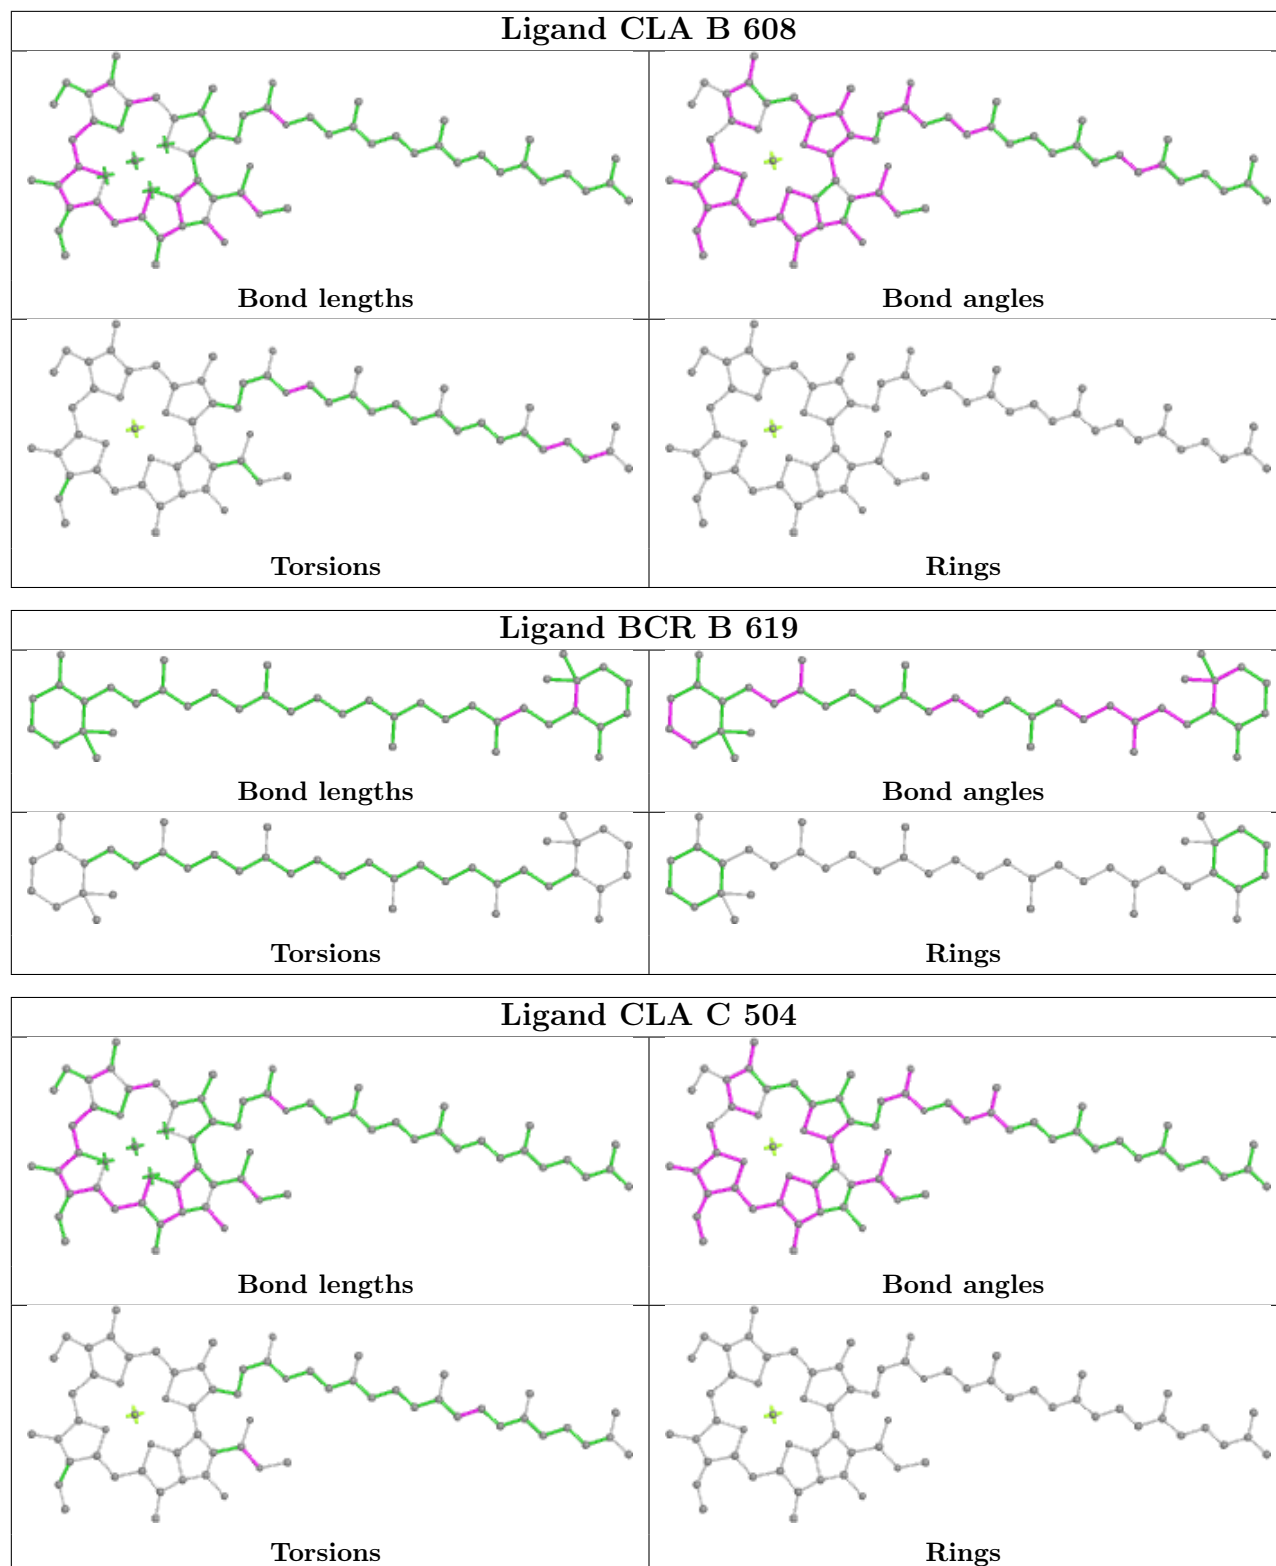 Ligand CLA B 608
Bond lengths
Bond angles
Torsions
Rings
Ligand BCR B 619
Bond lengths
Bond angles
Torsions
Rings
Ligand CLA C 504
Bond lengths
Bond angles
Torsions
Rings